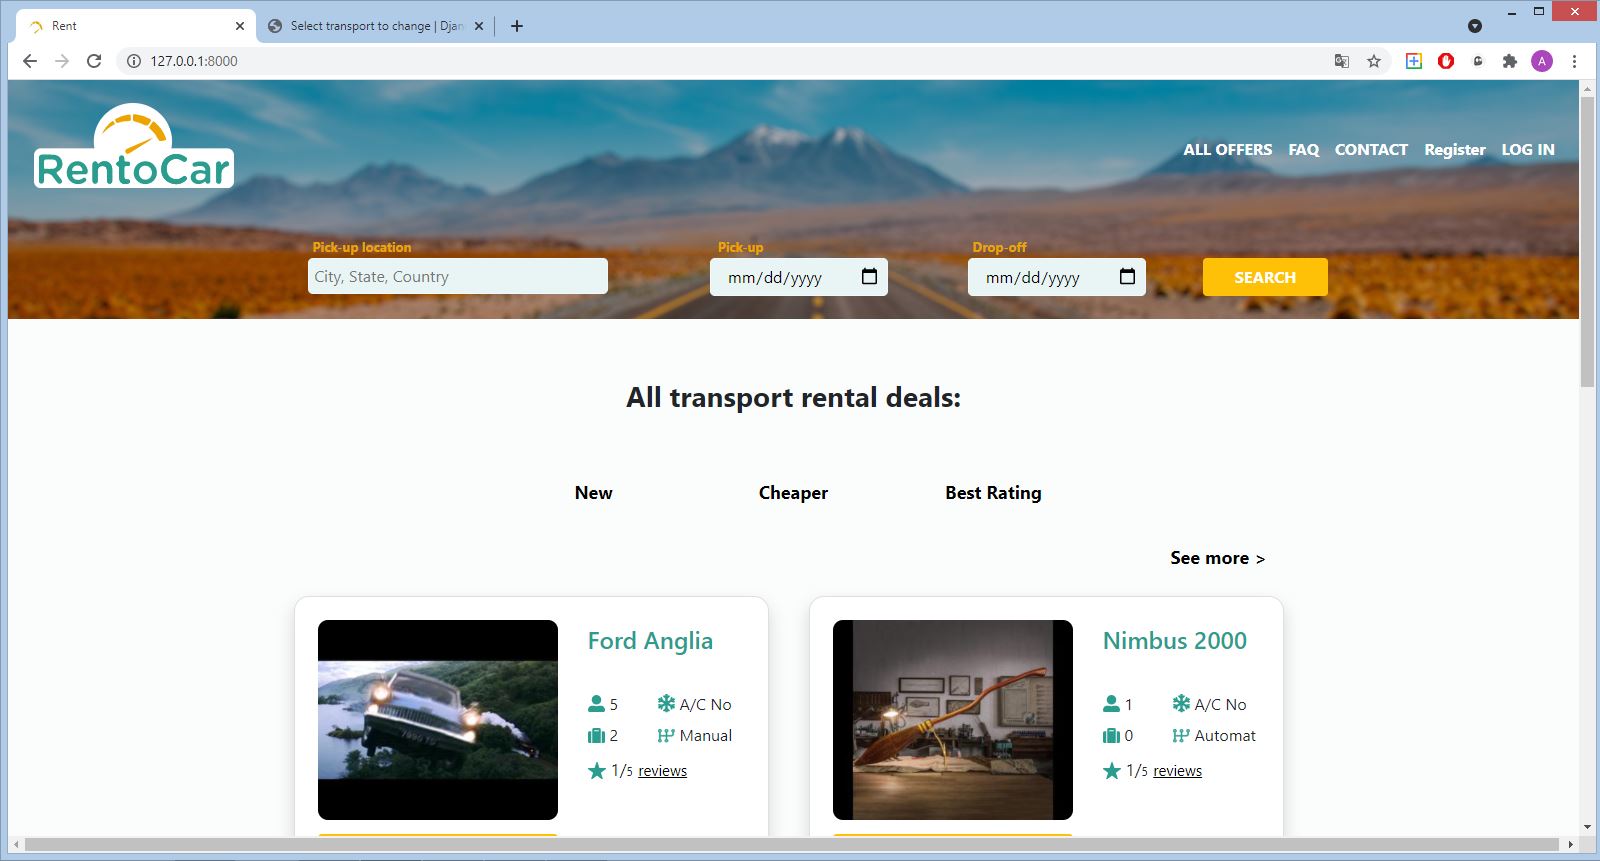 Rent
Select transport to change | Djan
127.0.0.1:8000
A
RentoCar
ALL OFFERS FAQ CONTACT Register LOG IN
Pick-up location Pick-up Drop-off
City, State, Country mm/dd/yyyy mm/dd/yyyy SEARCH
All transport rental deals:
New Cheaper Best Rating
See more >
Ford Anglia
5 A/C No
2 Manual
1/5 reviews
Nimbus 2000
1 A/C No
0 Automat
1/5 reviews